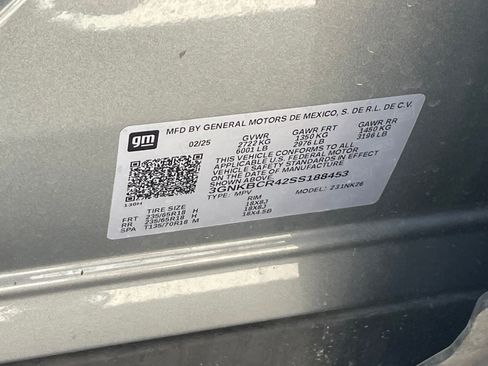 gm
MFD BY GENERAL MOTORS DE MEXICO, S. DE R.L. DE C.V.
02/25 GVWR GAWR FRT GAWR RR
2722 KG 1350 KG 1450 KG
6001 LB 2976 LB 3196 LB
THIS VEHICLE CONFORMS TO ALL
APPLICABLE U.S. FEDERAL MOTOR
VEHICLE SAFETY STANDARDS IN EFFECT
ON THE DATE OF MANUFACTURE SHOWN ABOVE
3GNKBCR42SS188453
TYPE: MPV MODEL: 231NK26
130H
TIRE SIZE RIM
FRT 235/65R18 H 18X8J
RR 235/65R18 H 18X8J
SPA T135/70R18 M 18X4.5B